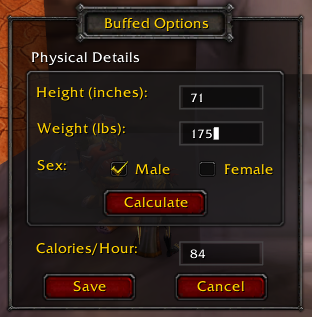 Buffed Options
Physical Details
Height (inches): 71
Weight (lbs): 175
Sex: Male Female
Calculate
Calories/Hour: 84
Save Cancel